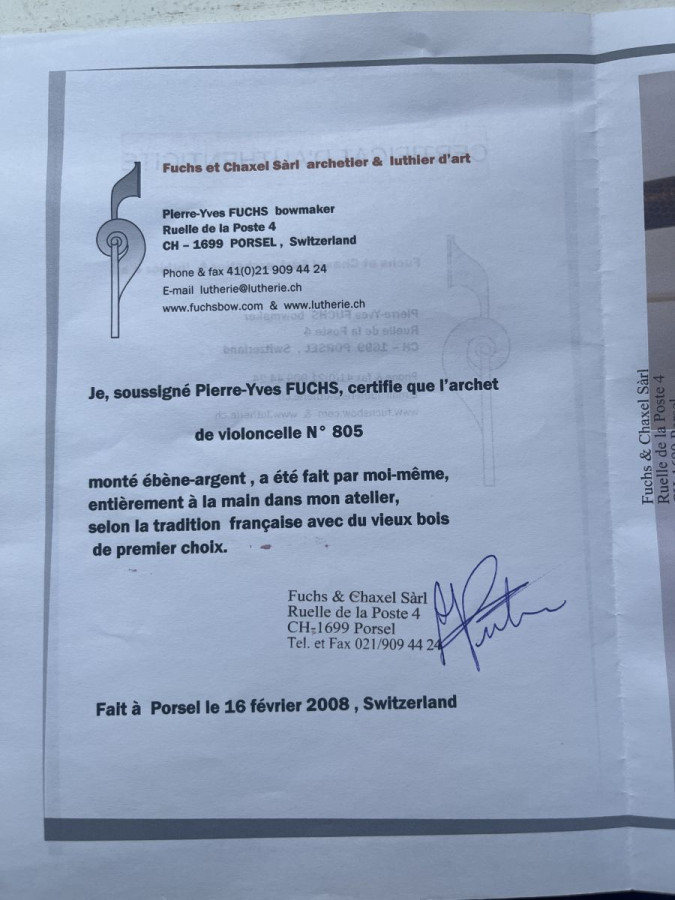 Fuchs et Chaxel Sàrl archetier & luthier d'art
Pierre-Yves FUCHS bowmaker
Ruelle de la Poste 4
CH – 1699 PORSEL , Switzerland
Phone & fax 41(0)21 909 44 24
E-mail lutherie@lutherie.ch
www.fuchsbow.com & www.lutherie.ch
Je, soussigné Pierre-Yves FUCHS, certifie que l'archet
de violoncelle N° 805
monté ébène-argent , a été fait par moi-même,
entièrement à la main dans mon atelier,
selon la tradition française avec du vieux bois
de premier choix.
Fuchs & Chaxel Sàrl
Ruelle de la Poste 4
CH-1699 Porsel
Tel. et Fax 021/909 44 24
Fait à Porsel le 16 février 2008 , Switzerland
Fuchs & Chaxel Sàrl
Ruelle de la Poste 4